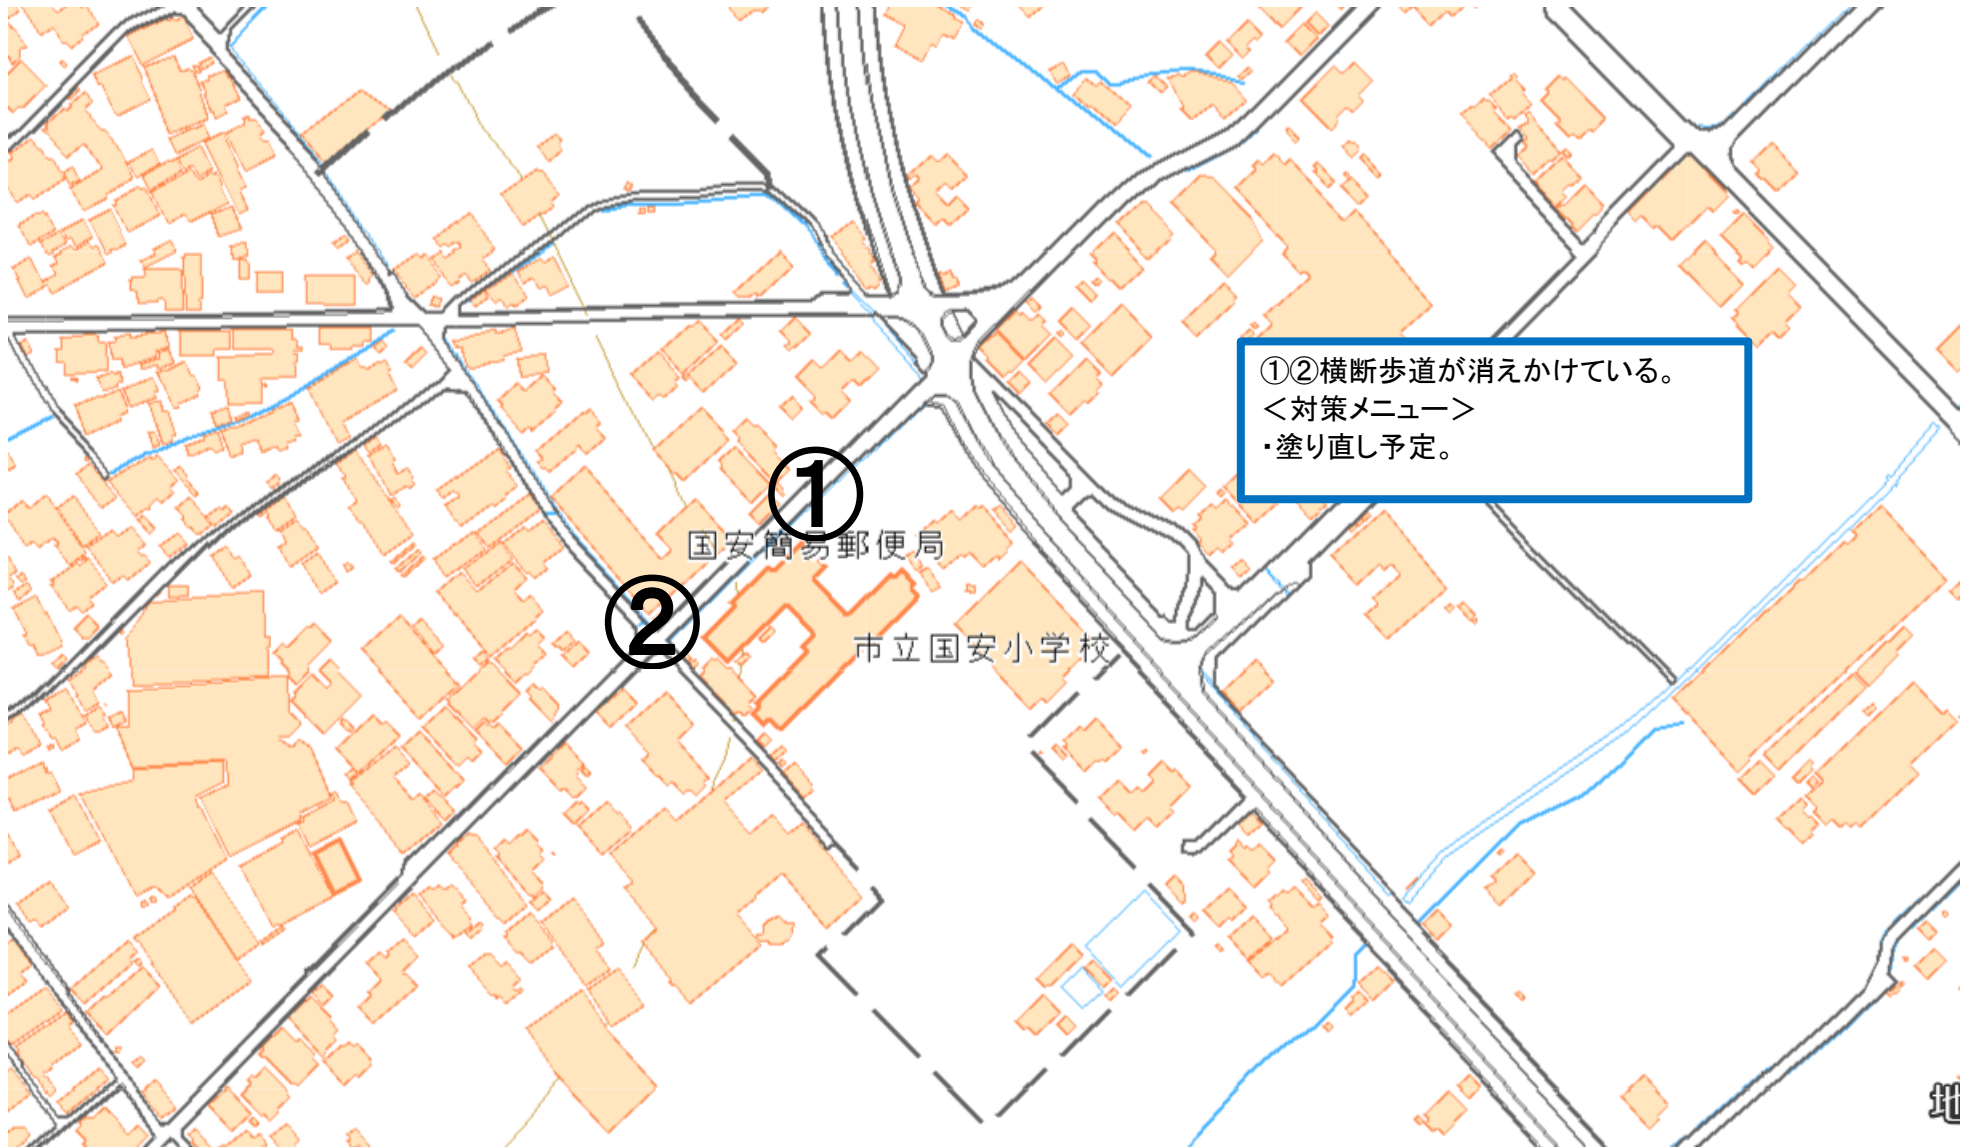 ①②横断歩道が消えかけている。
<対策メニュー>
・塗り直し予定。
①
国安簡易郵便局
②
市立国安小学校
地